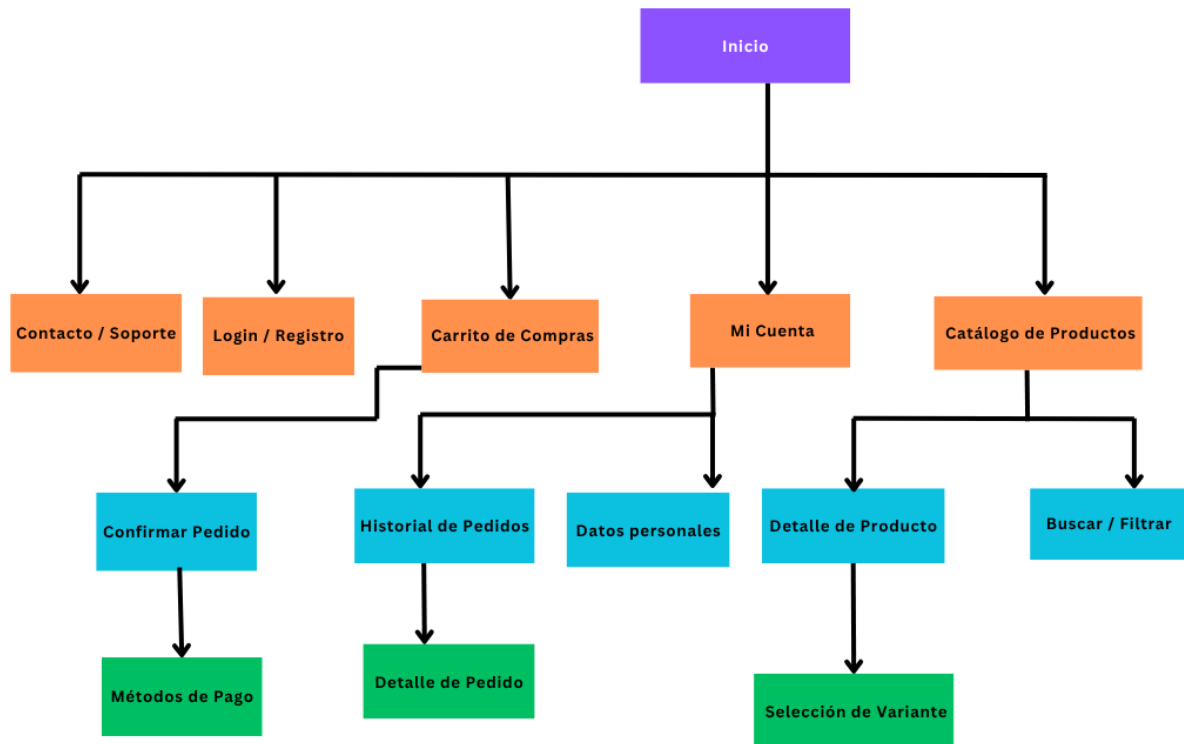 Inicio
Contacto / Soporte
Login / Registro
Carrito de Compras
Mi Cuenta
Catálogo de Productos
Confirmar Pedido
Historial de Pedidos
Datos personales
Detalle de Producto
Buscar / Filtrar
Métodos de Pago
Detalle de Pedido
Selección de Variante